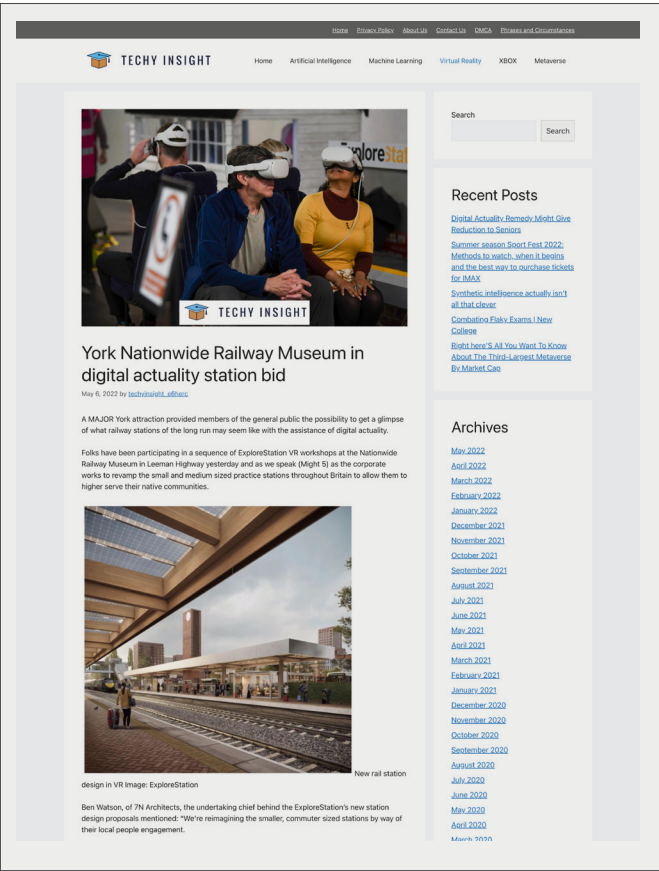 Home Privacy Policy About Us Contact Us DMCA Phrases and Circumstances
TECHY INSIGHT
Home Artificial Intelligence Machine Learning Virtual Reality XBOX Metaverse
ExploreStat
TECHY INSIGHT
York Nationwide Railway Museum in
digital actuality station bid
May 6, 2022 by techyinsight_e6horc
A MAJOR York attraction provided members of the general public the possibility to get a glimpse
of what railway stations of the long run may seem like with the assistance of digital actuality.
Folks have been participating in a sequence of ExploreStation VR workshops at the Nationwide
Railway Museum in Leeman Highway yesterday and as we speak (Might 5) as the corporate
works to revamp the small and medium sized practice stations throughout Britain to allow them to
higher serve their native communities.
New rail station
design in VR Image: ExploreStation
Ben Watson, of 7N Architects, the undertaking chief behind the ExploreStation's new station
design proposals mentioned: "We're reimagining the smaller, commuter sized stations by way of
their local people engagement.
Search
Search
Recent Posts
Digital Actuality Remedy Might Give
Reduction to Seniors
Summer season Sport Fest 2022:
Methods to watch, when it begins
and the best way to purchase tickets
for IMAX
Synthetic intelligence actually isn't
all that clever
Combating Flaky Exams | New
College
Right here'S All You Want To Know
About The Third-Largest Metaverse
By Market Cap
Archives
May 2022
April 2022
March 2022
February 2022
January 2022
December 2021
November 2021
October 2021
September 2021
August 2021
July 2021
June 2021
May 2021
April 2021
March 2021
February 2021
January 2021
December 2020
November 2020
October 2020
September 2020
August 2020
July 2020
June 2020
May 2020
April 2020
March 2020